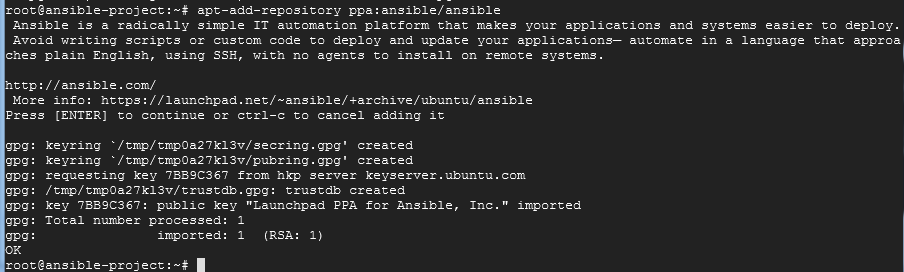 root@ansible-project:~# apt-add-repository ppa:ansible/ansible
 Ansible is a radically simple IT automation platform that makes your applications and systems easier to deploy.
 Avoid writing scripts or custom code to deploy and update your applications— automate in a language that approa
ches plain English, using SSH, with no agents to install on remote systems.

http://ansible.com/
 More info: https://launchpad.net/~ansible/+archive/ubuntu/ansible
Press [ENTER] to continue or ctrl-c to cancel adding it

gpg: keyring `/tmp/tmp0a27kl3v/secring.gpg' created
gpg: keyring `/tmp/tmp0a27kl3v/pubring.gpg' created
gpg: requesting key 7BB9C367 from hkp server keyserver.ubuntu.com
gpg: /tmp/tmp0a27kl3v/trustdb.gpg: trustdb created
gpg: key 7BB9C367: public key "Launchpad PPA for Ansible, Inc." imported
gpg: Total number processed: 1
gpg:               imported: 1  (RSA: 1)
OK
root@ansible-project:~#